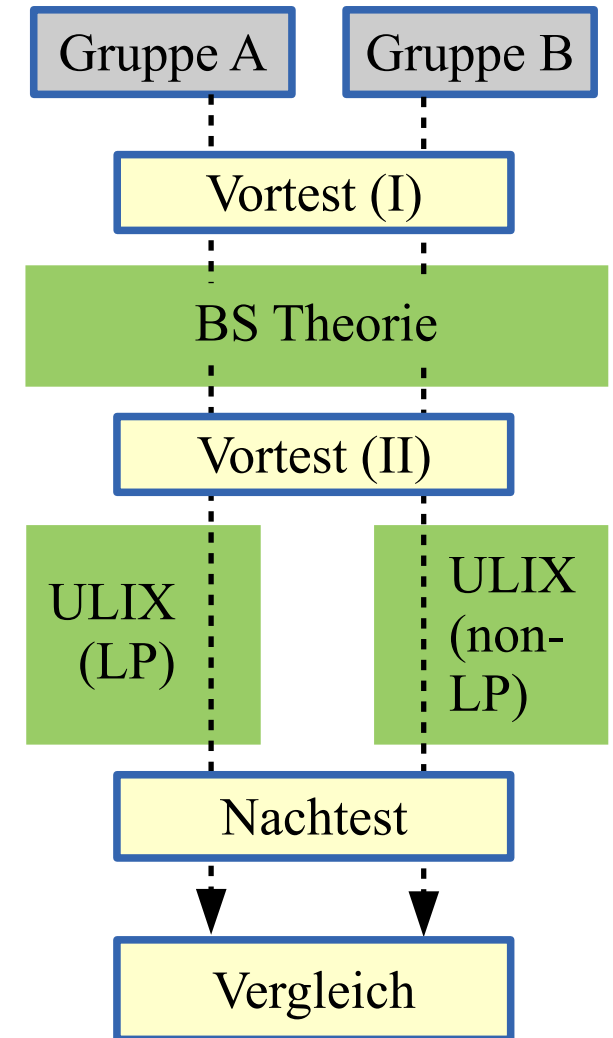 Gruppe A
Gruppe B
Vortest (I)
BS Theorie
Vortest (II)
ULIX
(LP)
ULIX
(non-
LP)
Nachtest
Vergleich